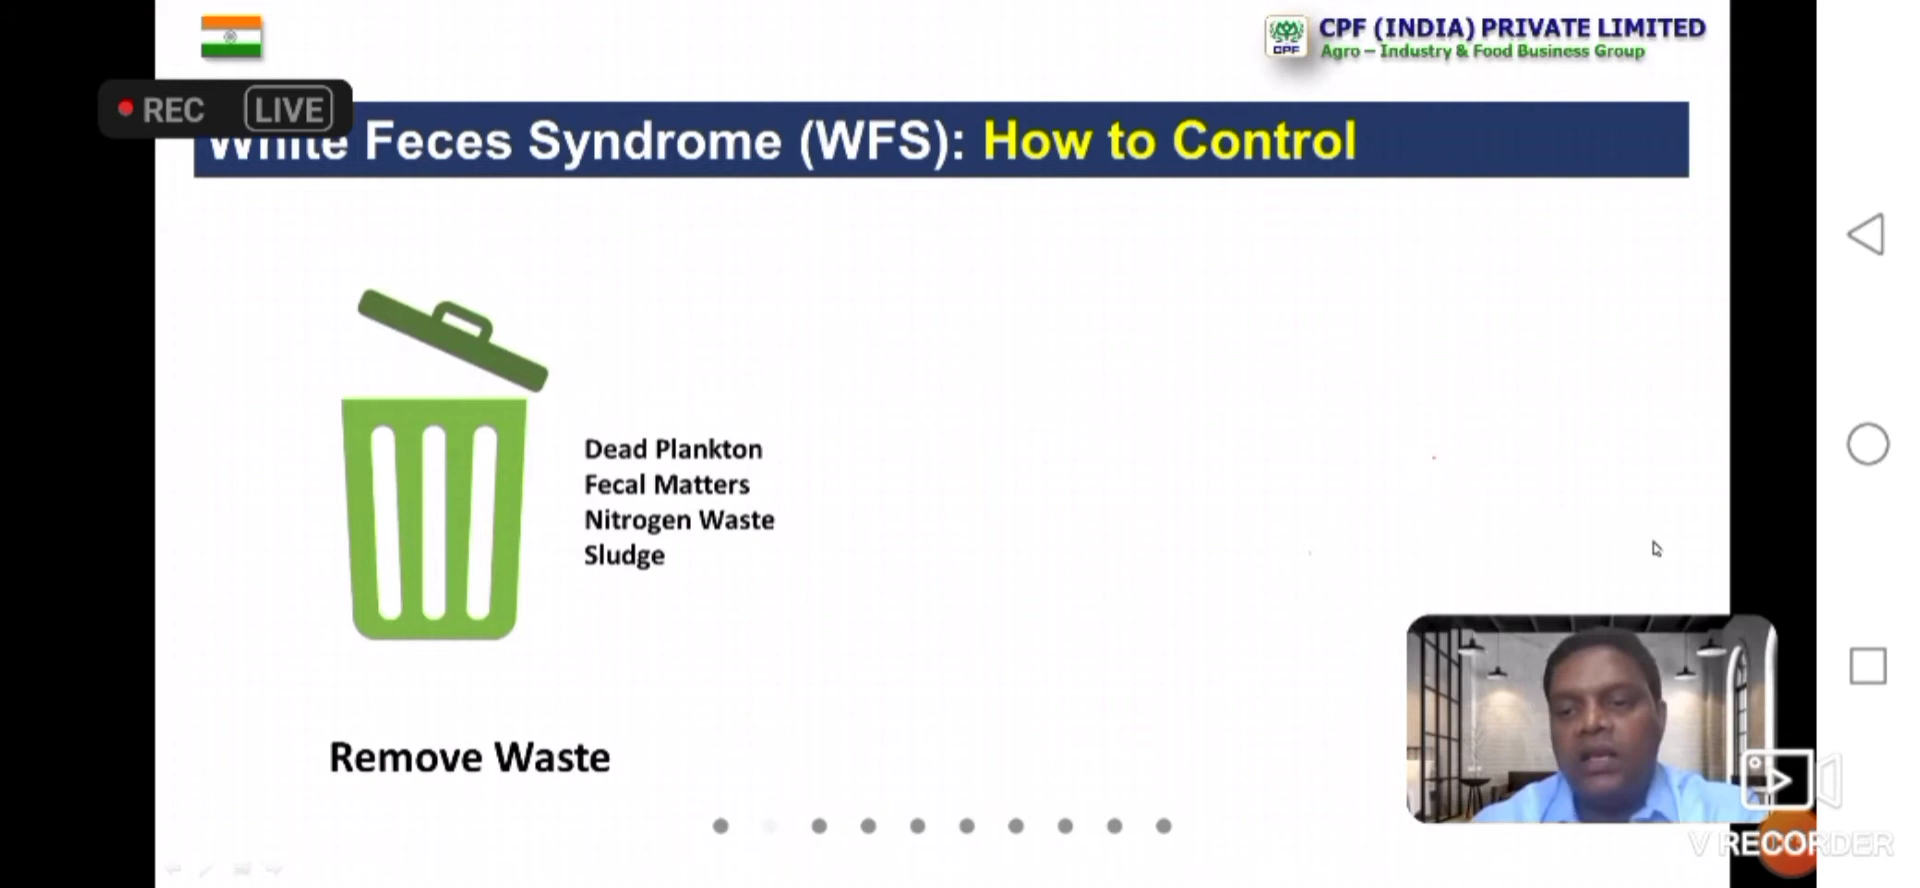 CPF (INDIA) PRIVATE LIMITED
CPF
Agro – Industry & Food Business Group
REC LIVE
White Feces Syndrome (WFS): How to Control
Dead Plankton
Fecal Matters
Nitrogen Waste
Sludge
Remove Waste
V RECORDER